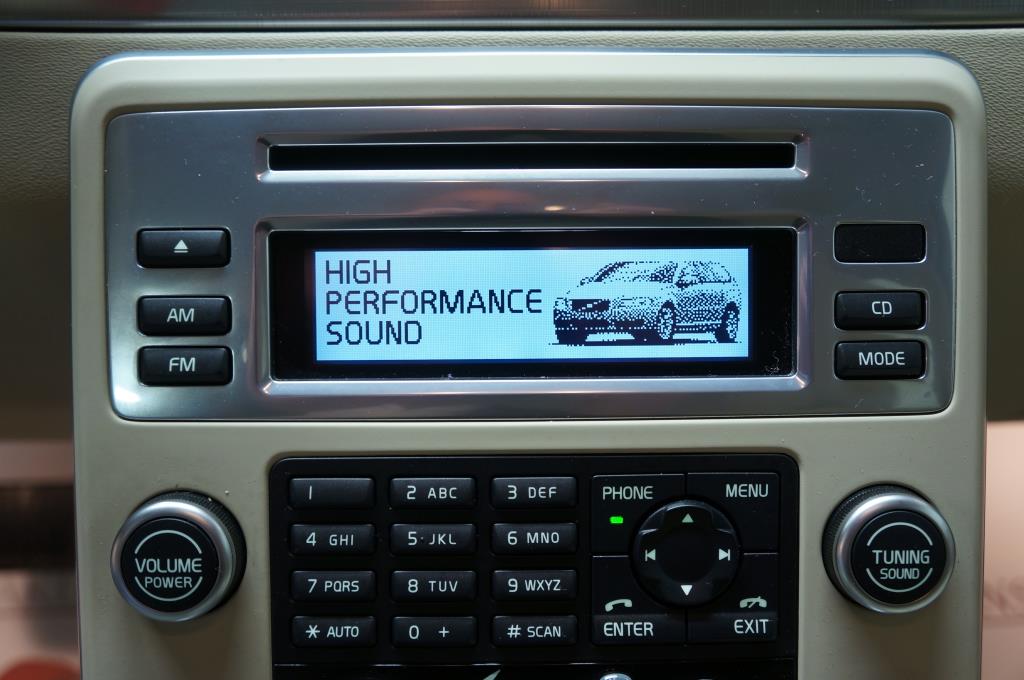 HIGH
PERFORMANCE
SOUND
AM
FM
CD
MODE
1
2 ABC
3 DEF
4 GHI
5 JKL
6 MNO
7 PQRS
8 TUV
9 WXYZ
* AUTO
0 +
# SCAN
PHONE
MENU
ENTER
EXIT
VOLUME
POWER
TUNING
SOUND